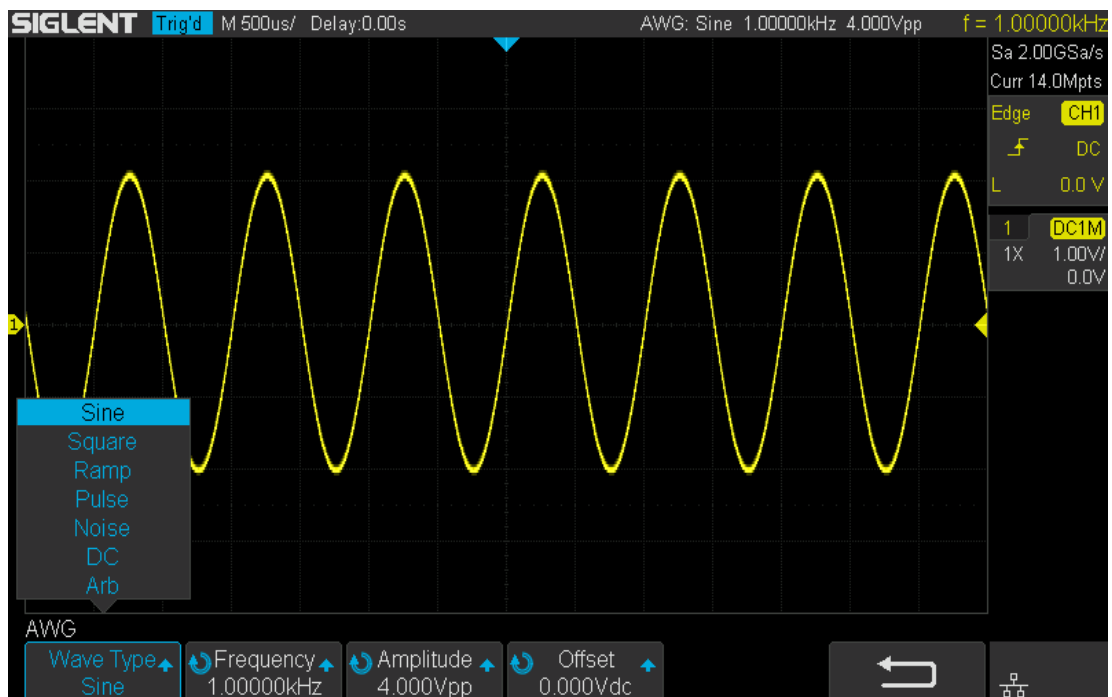 SIGLENT Trig'd M 500us/ Delay:0.00s AWG: Sine 1.00000kHz 4.000Vpp f = 1.00000kHz
Sa 2.00GSa/s
Curr 14.0Mpts
Edge CH1
DC
L 0.0 V
1 DC1M
1X 1.00V/
0.0V
1
Sine
Square
Ramp
Pulse
Noise
DC
Arb
AWG
Wave Type Frequency Amplitude Offset
Sine 1.00000kHz 4.000Vpp 0.000Vdc